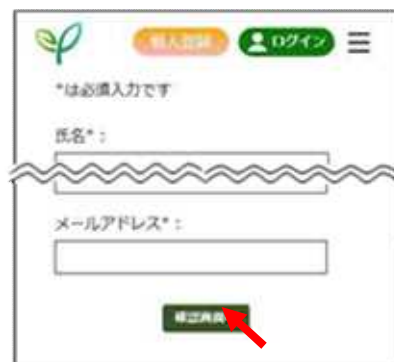 個人登録 ログイン
*は必須入力です
氏名*：
メールアドレス*：
確認画面